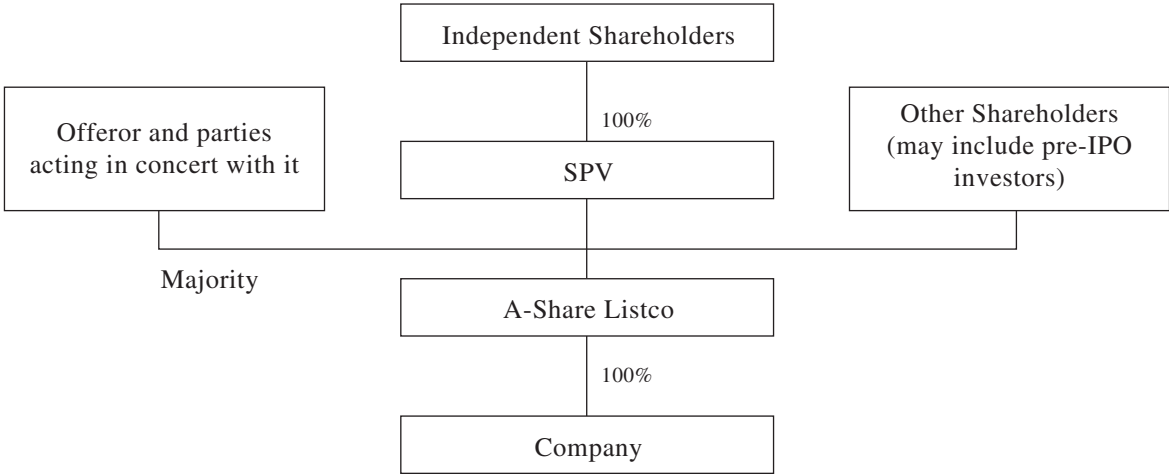 Independent Shareholders
100%
Offeror and parties
acting in concert with it
SPV
Other Shareholders
(may include pre-IPO
investors)
Majority
A-Share Listco
100%
Company